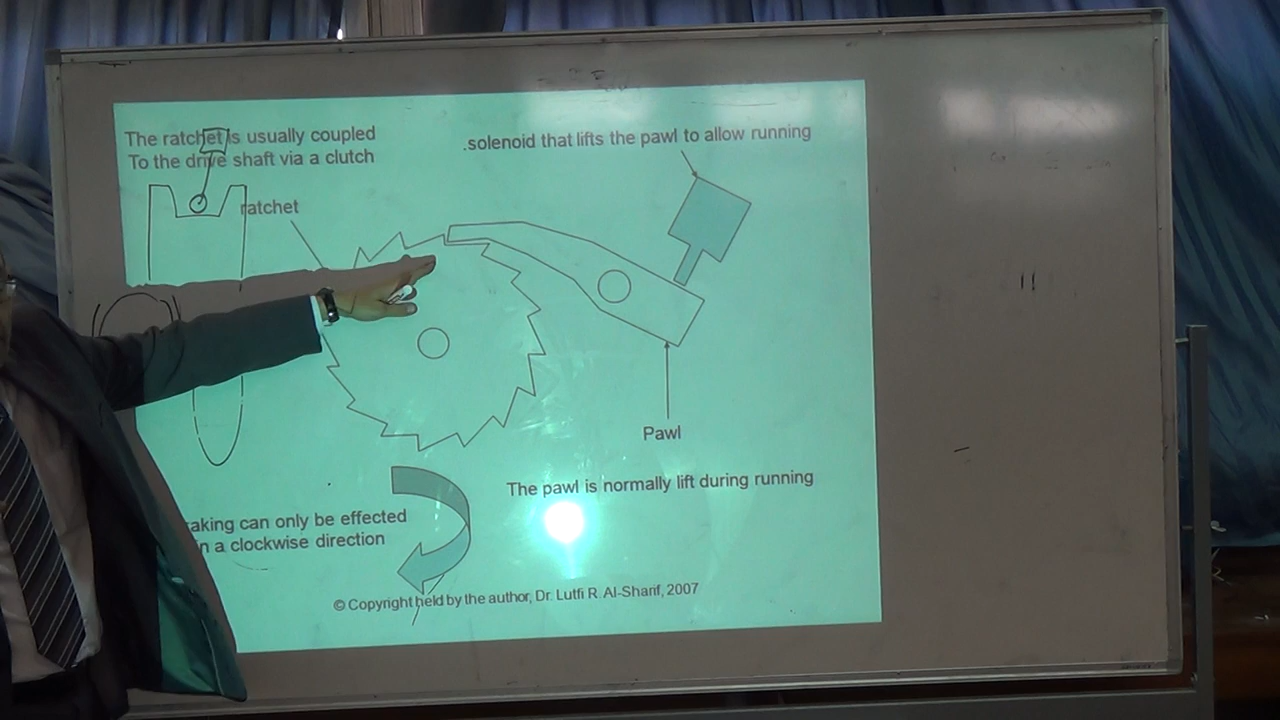 The ratchet is usually coupled
To the drive shaft via a clutch
.solenoid that lifts the pawl to allow running
ratchet
Pawl
The pawl is normally lift during running
aking can only be effected
n a clockwise direction
© Copyright held by the author, Dr. Lutfi R. Al-Sharif, 2007